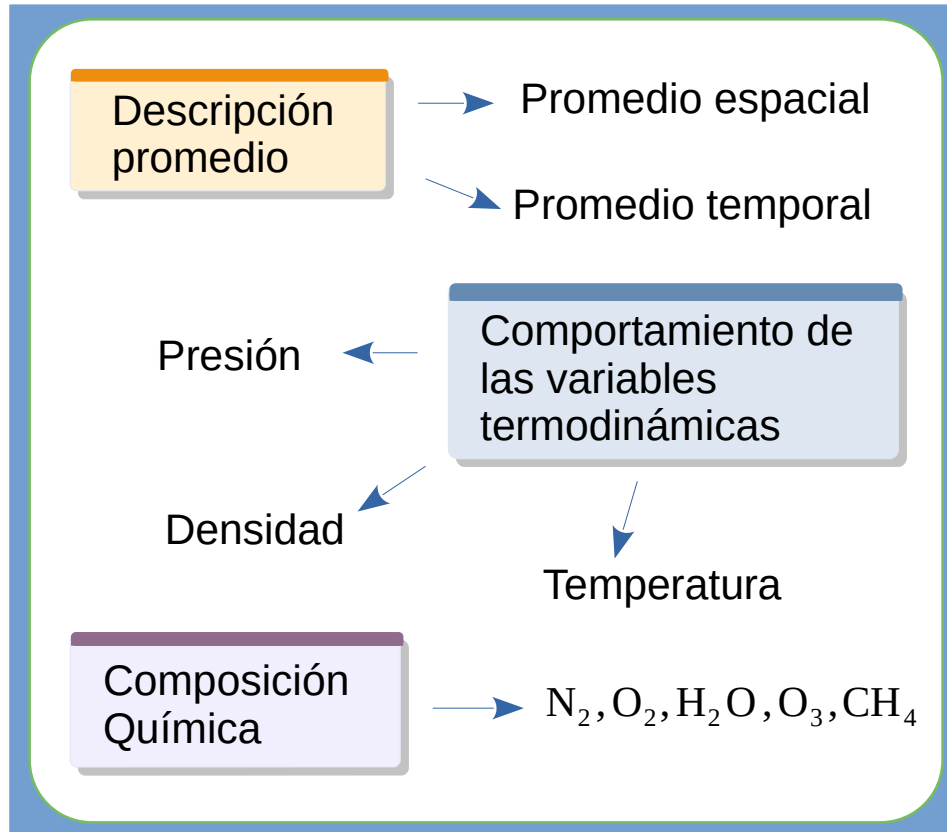 Descripción
promedio
Promedio espacial
Promedio temporal
Comportamiento de
las variables
termodinámicas
Presión
Densidad
Temperatura
Composición
Química
N₂,O₂,H₂O,O₃,CH₄